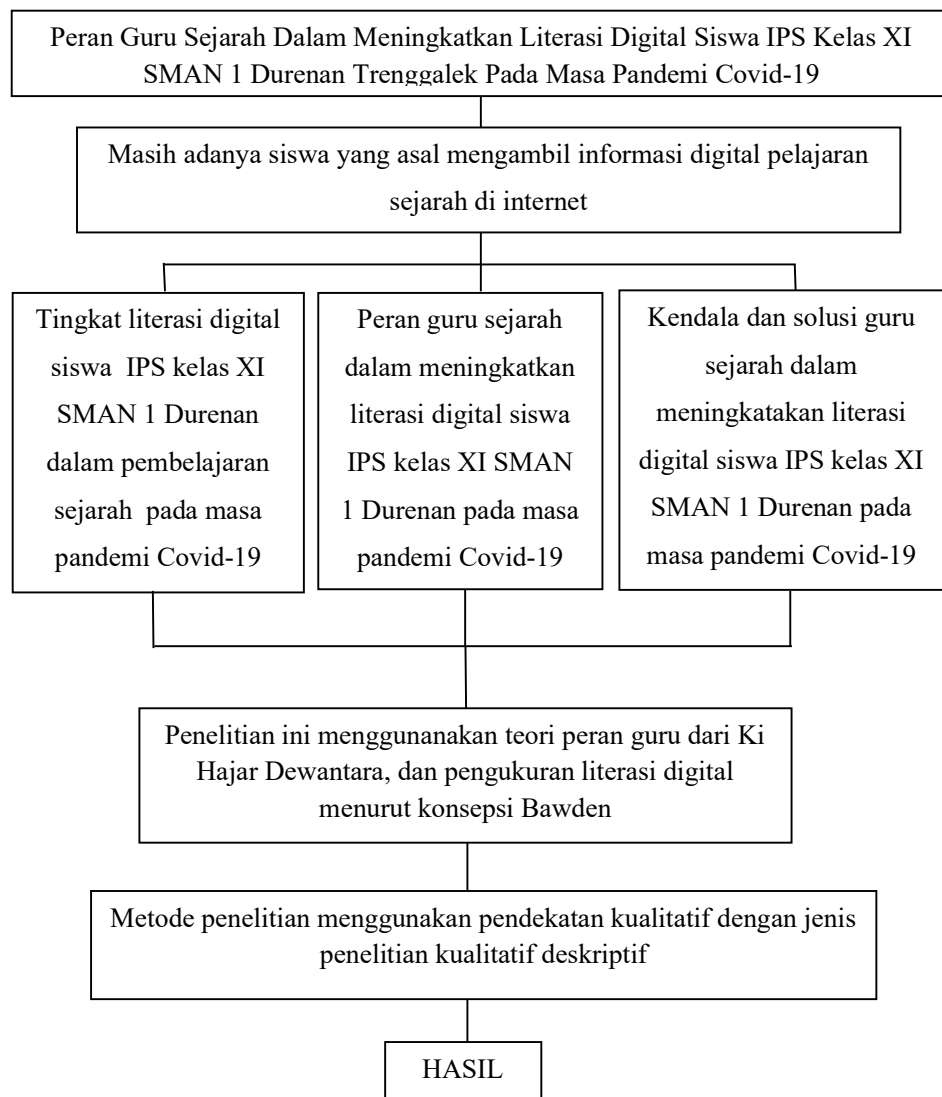 Peran Guru Sejarah Dalam Meningkatkan Literasi Digital Siswa IPS Kelas XI
SMAN 1 Durenan Trenggalek Pada Masa Pandemi Covid-19
Masih adanya siswa yang asal mengambil informasi digital pelajaran
sejarah di internet
Tingkat literasi digital
siswa IPS kelas XI
SMAN 1 Durenan
dalam pembelajaran
sejarah pada masa
pandemi Covid-19
Peran guru sejarah
dalam meningkatkan
literasi digital siswa
IPS kelas XI SMAN
1 Durenan pada masa
pandemi Covid-19
Kendala dan solusi guru
sejarah dalam
meningkatakan literasi
digital siswa IPS kelas XI
SMAN 1 Durenan pada
masa pandemi Covid-19
Penelitian ini menggunanakan teori peran guru dari Ki
Hajar Dewantara, dan pengukuran literasi digital
menurut konsepsi Bawden
Metode penelitian menggunakan pendekatan kualitatif dengan jenis
penelitian kualitatif deskriptif
HASIL